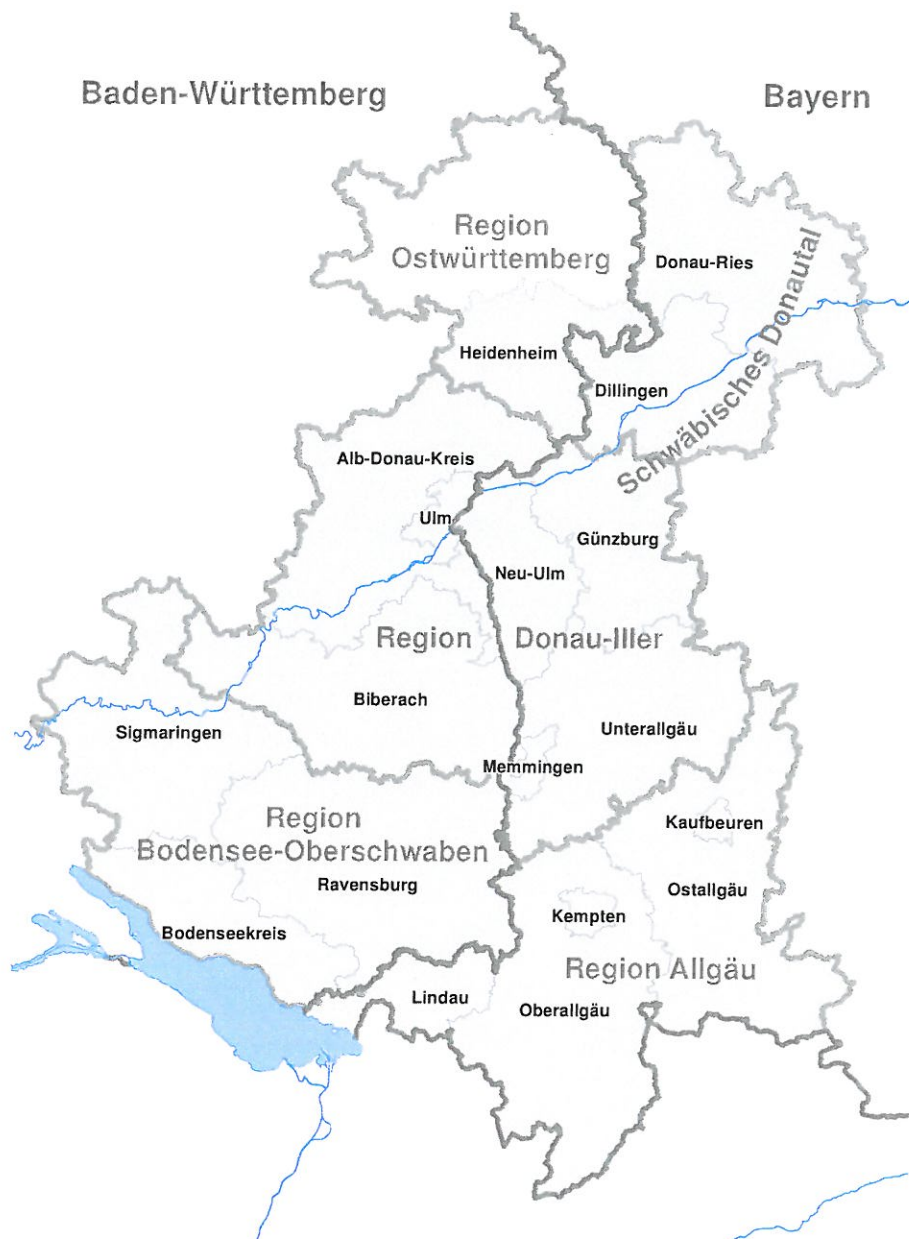 Baden-Württemberg
Bayern
Region
Ostwürttemberg
Donau-Ries
Schwäbisches Donautal
Heidenheim
Dillingen
Alb-Donau-Kreis
Ulm
Günzburg
Neu-Ulm
Region Donau-Iller
Biberach
Sigmaringen
Unterallgäu
Memmingen
Region
Bodensee-Oberschwaben
Kaufbeuren
Ravensburg
Ostallgäu
Kempten
Bodenseekreis
Region Allgäu
Lindau
Oberallgäu